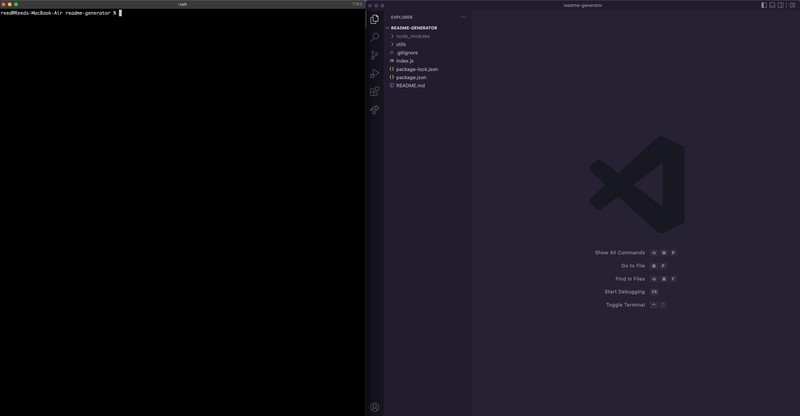 -zsh
reed@Reeds-MacBook-Air readme-generator %
readme-generator
EXPLORER
README-GENERATOR
node_modules
utils
.gitignore
JS index.js
{} package-lock.json
{} package.json
README.md
Show All Commands ⇧ ⌘ P
Go to File ⌘ P
Find in Files ⇧ ⌘ F
Start Debugging F5
Toggle Terminal ⌃ `